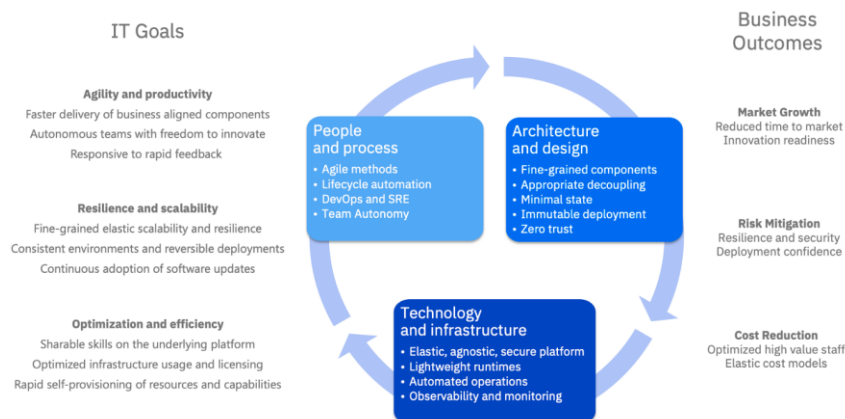 IT Goals
Agility and productivity
Faster delivery of business aligned components
Autonomous teams with freedom to innovate
Responsive to rapid feedback
Resilience and scalability
Fine-grained elastic scalability and resilience
Consistent environments and reversible deployments
Continuous adoption of software updates
Optimization and efficiency
Sharable skills on the underlying platform
Optimized infrastructure usage and licensing
Rapid self-provisioning of resources and capabilities
People
and process
• Agile methods
• Lifecycle automation
• DevOps and SRE
• Team Autonomy
Architecture
and design
• Fine-grained components
• Appropriate decoupling
• Minimal state
• Immutable deployment
• Zero trust
Technology
and infrastructure
• Elastic, agnostic, secure platform
• Lightweight runtimes
• Automated operations
• Observability and monitoring
Business
Outcomes
Market Growth
Reduced time to market
Innovation readiness
Risk Mitigation
Resilience and security
Deployment confidence
Cost Reduction
Optimized high value staff
Elastic cost models